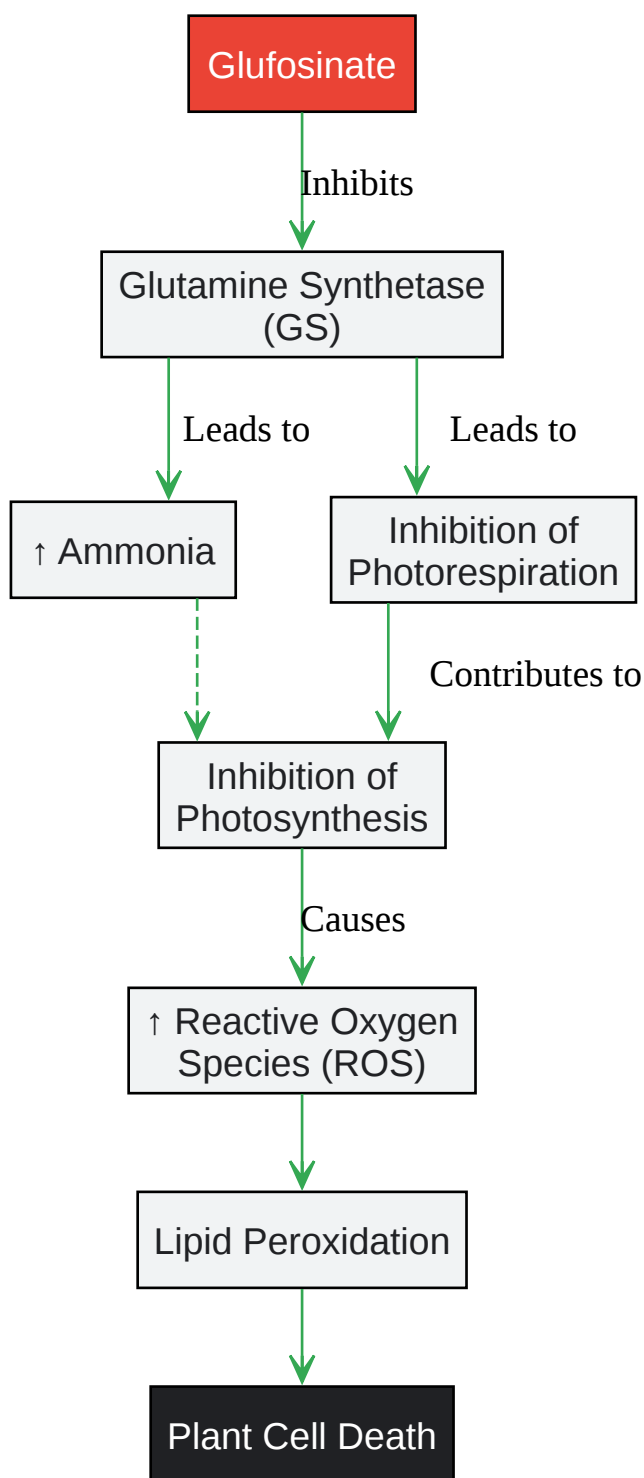 Glufosinate
Inhibits
Glutamine Synthetase
(GS)
Leads to
Leads to
↑ Ammonia
Inhibition of
Photorespiration
Contributes to
Inhibition of
Photosynthesis
Causes
↑ Reactive Oxygen
Species (ROS)
Lipid Peroxidation
Plant Cell Death